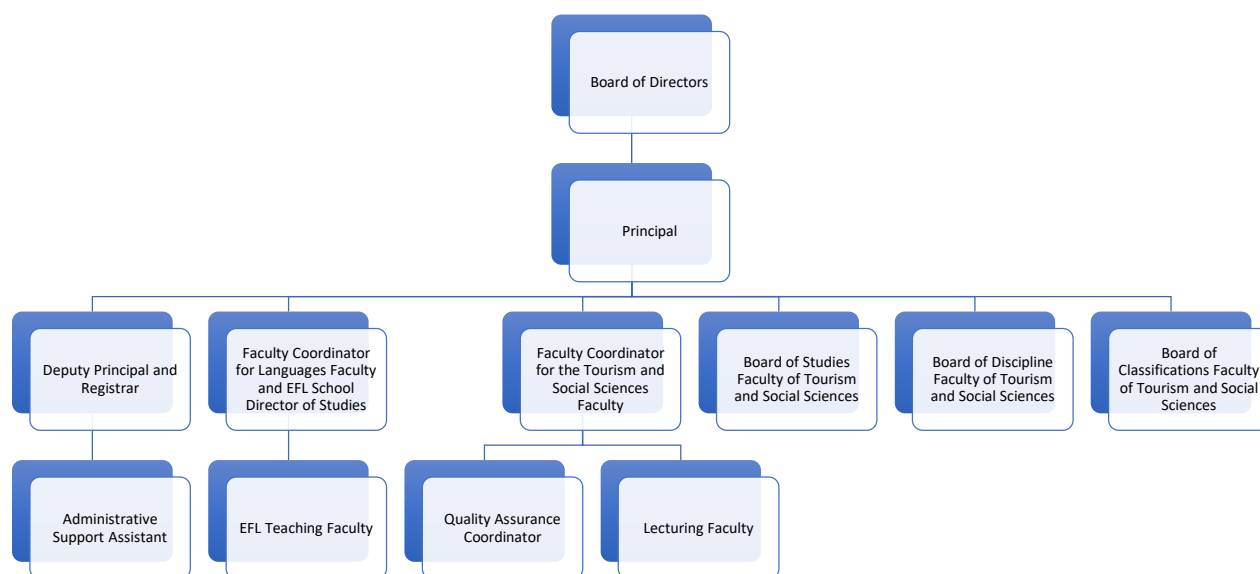 Board of Directors
Principal
Deputy Principal and
Registrar
Faculty Coordinator
for Languages Faculty
and EFL School
Director of Studies
Faculty Coordinator
for the Tourism and
Social Sciences
Faculty
Board of Studies
Faculty of Tourism
and Social Sciences
Board of Discipline
Faculty of Tourism
and Social Sciences
Board of
Classifications Faculty
of Tourism and Social
Sciences
Administrative
Support Assistant
EFL Teaching Faculty
Quality Assurance
Coordinator
Lecturing Faculty